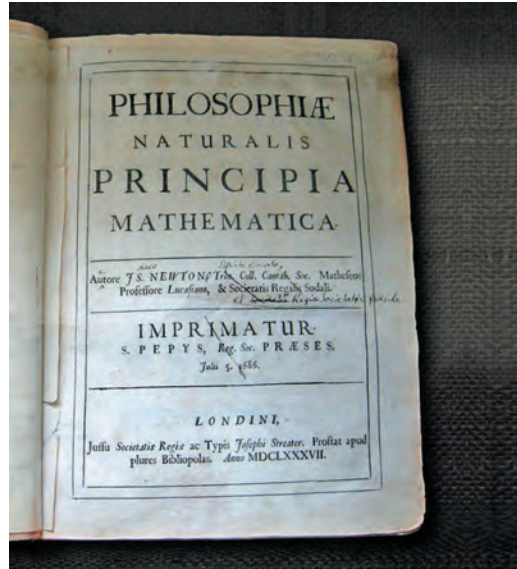 PHILOSOPHIÆ
NATURALIS
PRINCIPIA
MATHEMATICA.
Autore JS. NEWTON, Trin. Coll. Cantab. Soc. Matheseos
Professore Lucasiano, & Societatis Regalis Sodali.
Regiæ Societatis
IMPRIMATUR.
S. PEPYS, Reg. Soc. PRÆSES.
Julii 5. 1686.
LONDINI,
Jussu Societatis Regiæ ac Typis Josephi Streater. Prostat apud
plures Bibliopolas. Anno MDCLXXXVII.